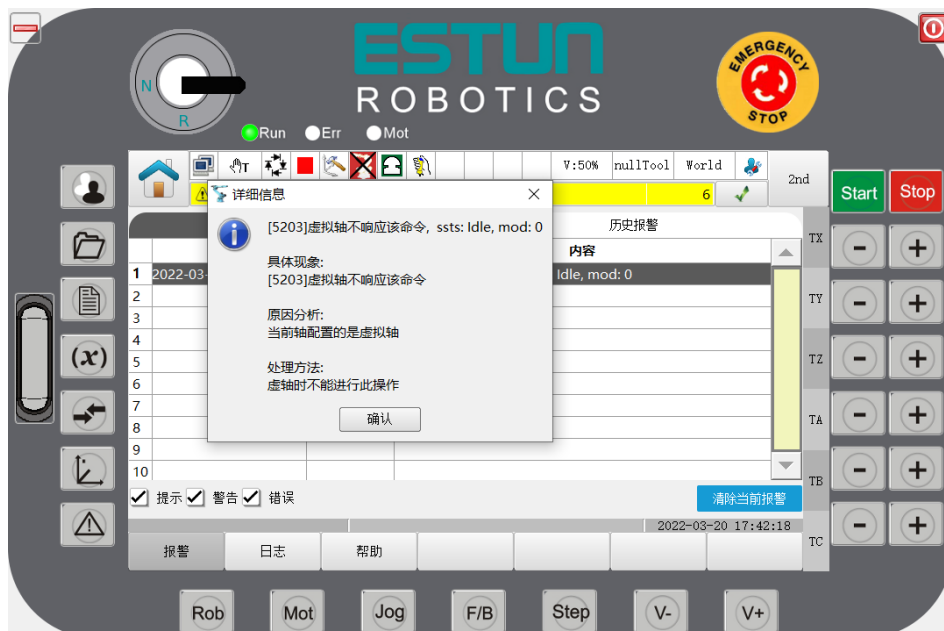 ESTUN
ROBOTICS
EMERGENCY
STOP
N
R
Run
Err
Mot
T
V:50%
nullTool
World
2nd
Start
Stop
详细信息
6
[5203]虚拟轴不响应该命令, ssts: Idle, mod: 0
具体现象:
[5203]虚拟轴不响应该命令
原因分析:
当前轴配置的是虚拟轴
处理方法:
虚轴时不能进行此操作
确认
历史报警
内容
1 2022-03- Idle, mod: 0
2
3
4
5
6
7
8
9
10
TX
TY
TZ
TA
TB
TC
(x)
提示 警告 错误
清除当前报警
2022-03-20 17:42:18
报警 日志 帮助
Rob Mot Jog F/B Step V- V+